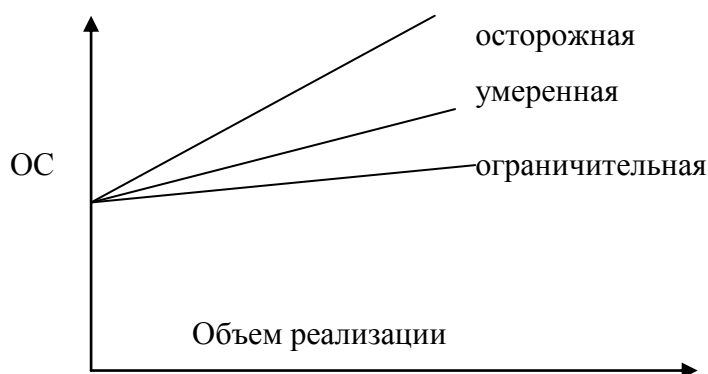 осторожная
умеренная
ОС
ограничительная
Объем реализации